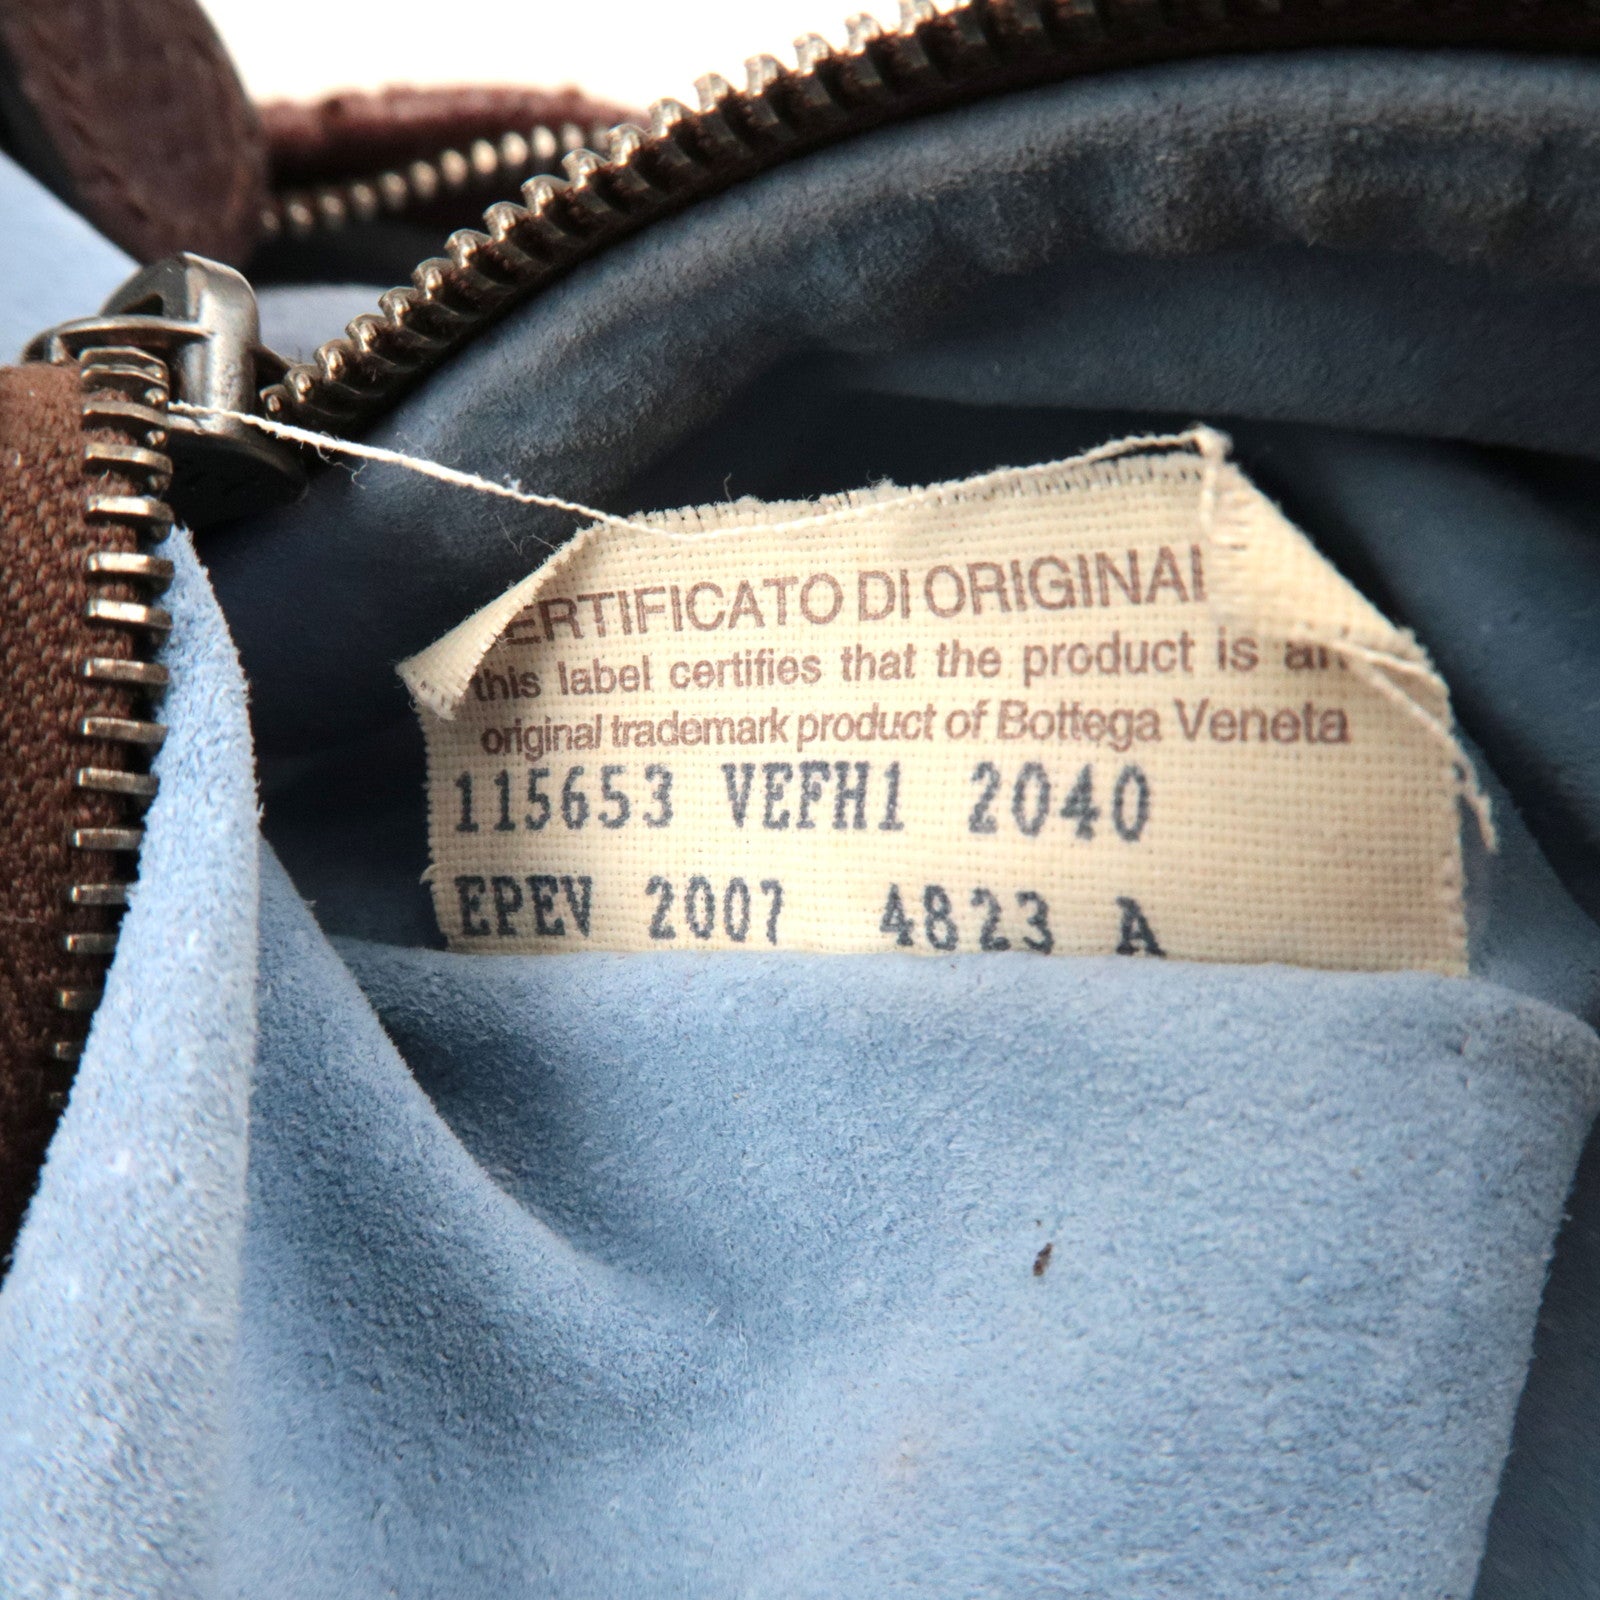 ERTIFICATO DI ORIGINAL
this label certifies that the product is an
original trademark product of Bottega Veneta
115653 VEFH1 2040
EPEV 2007 4823 A